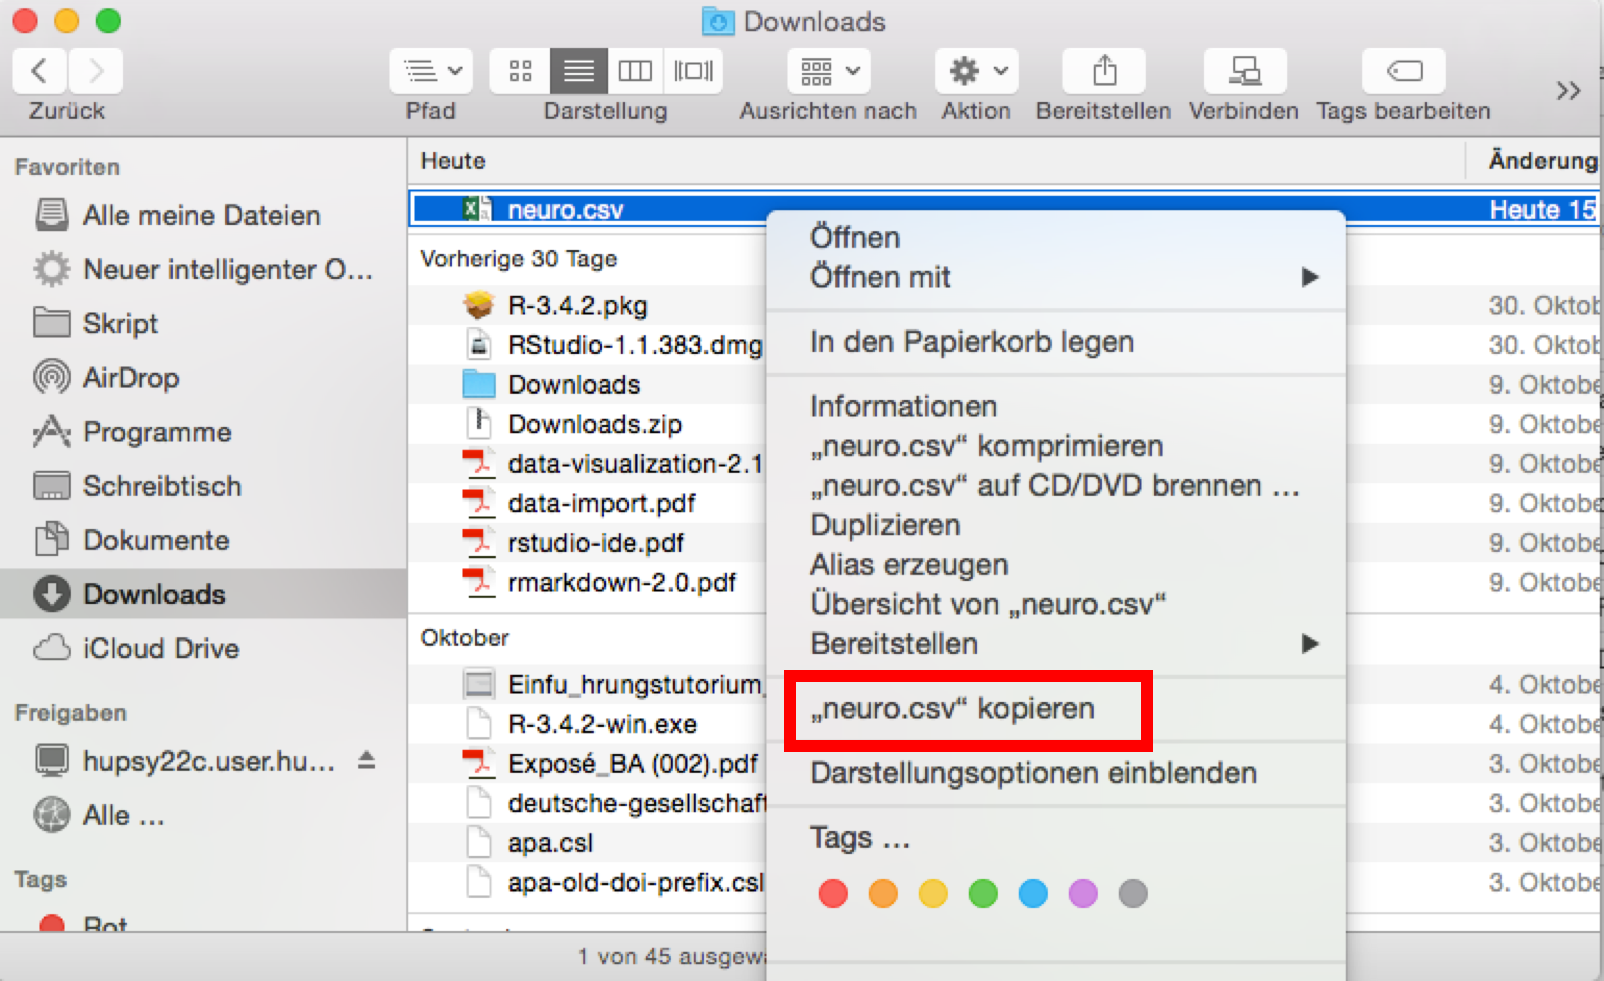 Downloads
Zurück
Pfad
Darstellung
Ausrichten nach
Aktion
Bereitstellen
Verbinden
Tags bearbeiten
Favoriten
Alle meine Dateien
Neuer intelligenter O...
Skript
AirDrop
Programme
Schreibtisch
Dokumente
Downloads
iCloud Drive
Freigaben
hupsy22c.user.hu...
Alle ...
Tags
Rot
Heute
Änderung
neuro.csv
Heute 15
Vorherige 30 Tage
R-3.4.2.pkg
30. Oktob
RStudio-1.1.383.dmg
30. Oktob
Downloads
9. Oktobe
Downloads.zip
9. Oktobe
data-visualization-2.1
9. Oktobe
data-import.pdf
9. Oktobe
rstudio-ide.pdf
9. Oktobe
rmarkdown-2.0.pdf
9. Oktobe
Oktober
Einfu_hrungstutorium_
4. Oktobe
R-3.4.2-win.exe
4. Oktobe
Exposé_BA (002).pdf
3. Oktobe
deutsche-gesellschaft
3. Oktobe
apa.csl
3. Oktobe
apa-old-doi-prefix.csl
3. Oktobe
1 von 45 ausgewä
Öffnen
Öffnen mit
In den Papierkorb legen
Informationen
„neuro.csv“ komprimieren
„neuro.csv“ auf CD/DVD brennen ...
Duplizieren
Alias erzeugen
Übersicht von „neuro.csv“
Bereitstellen
„neuro.csv“ kopieren
Darstellungsoptionen einblenden
Tags ...